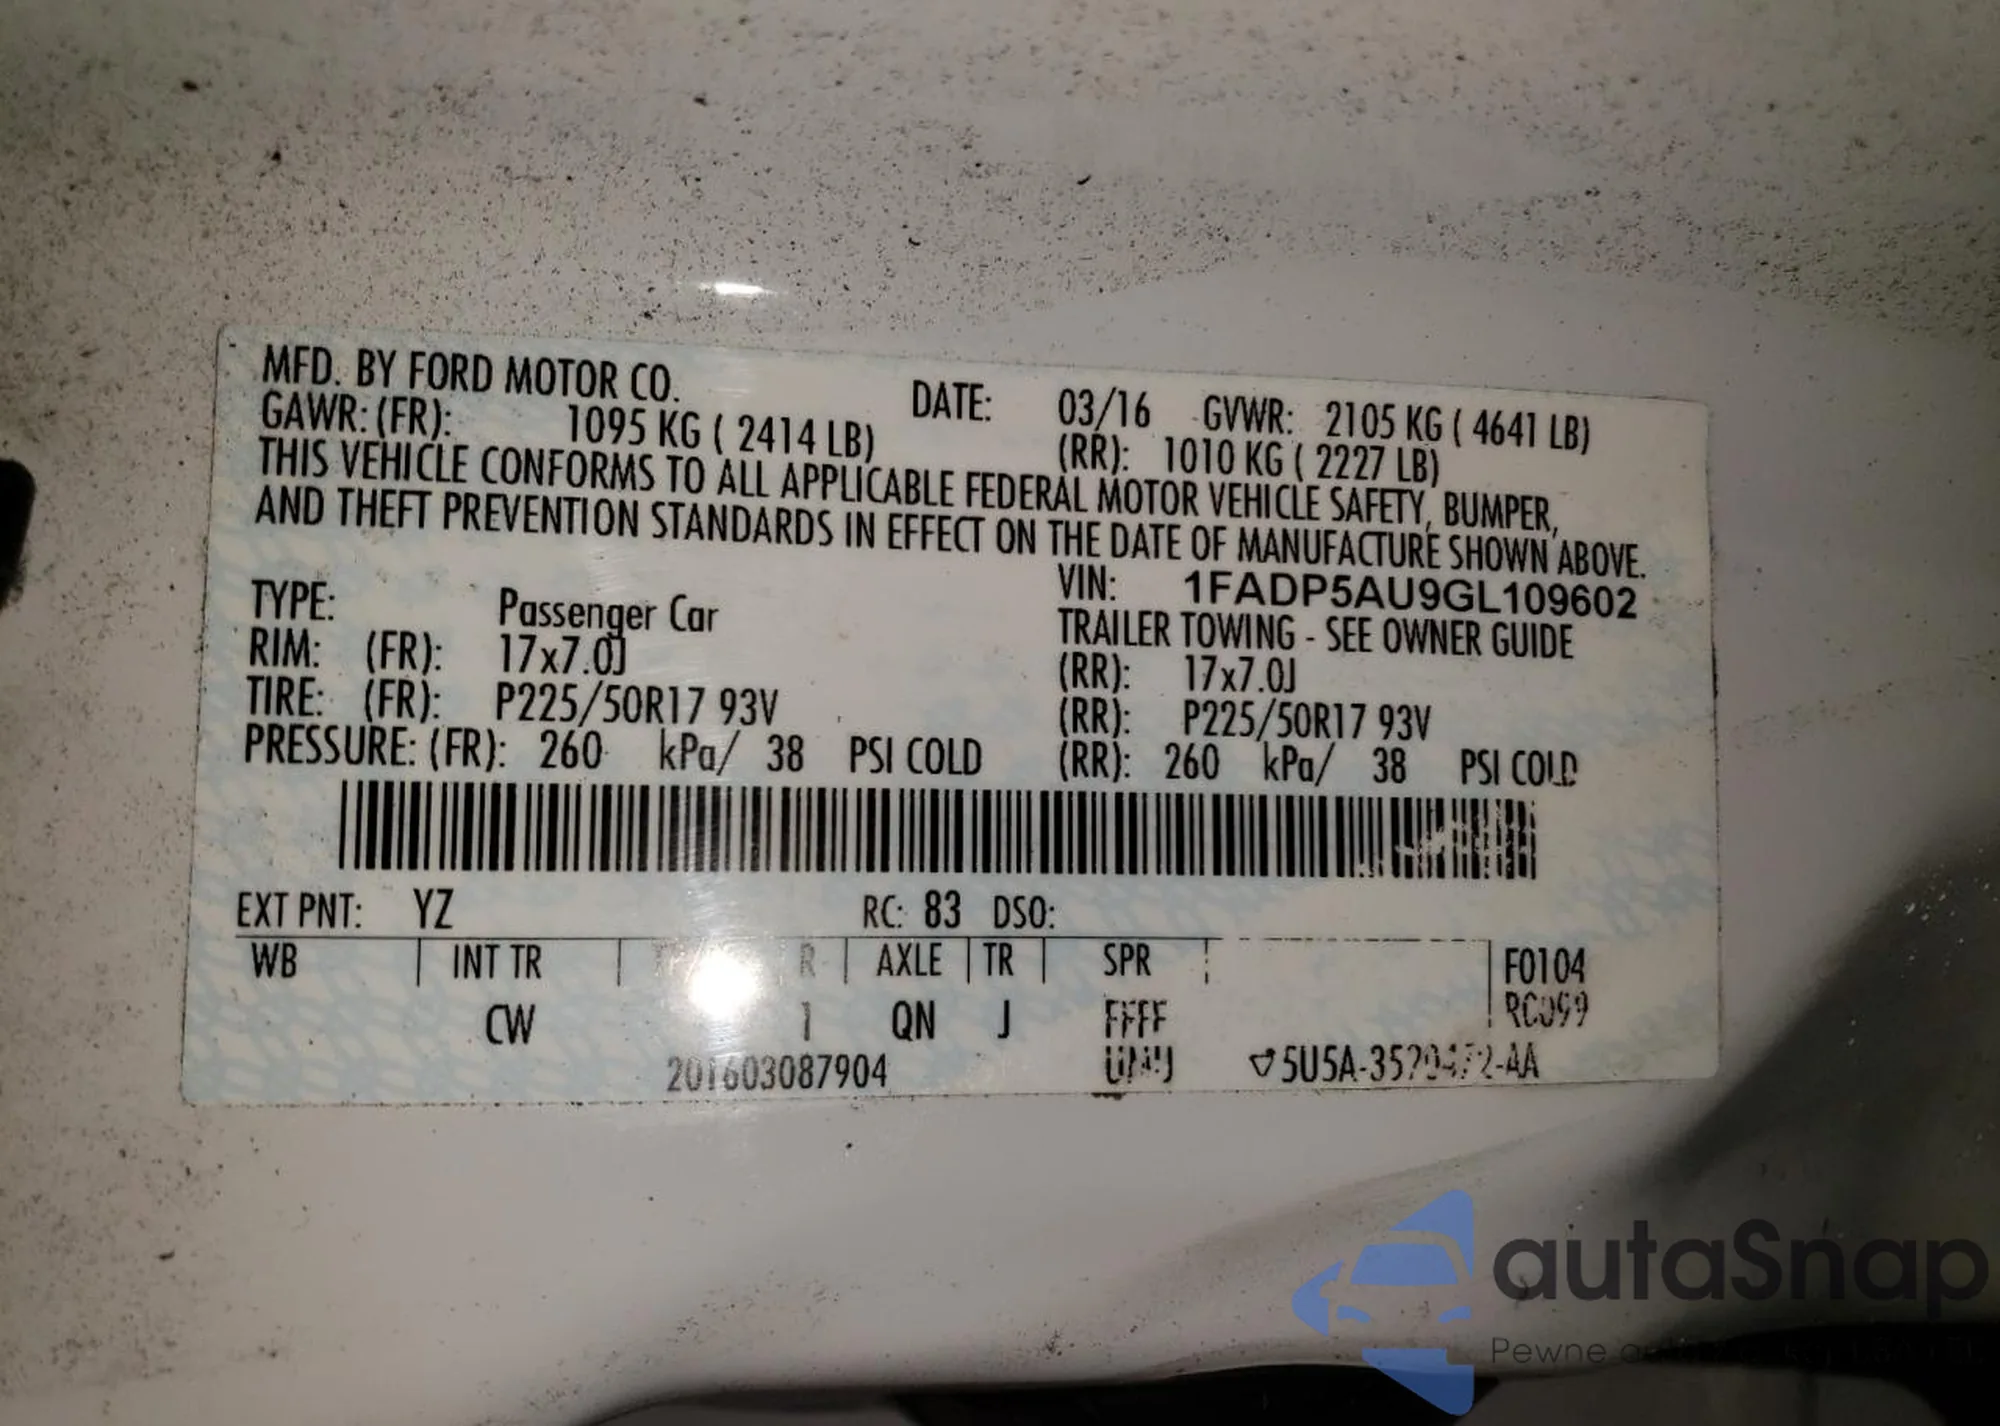 MFD. BY FORD MOTOR CO. DATE: 03/16 GVWR: 2105 KG ( 4641 LB)
GAWR: (FR): 1095 KG ( 2414 LB) (RR): 1010 KG ( 2227 LB)
THIS VEHICLE CONFORMS TO ALL APPLICABLE FEDERAL MOTOR VEHICLE SAFETY, BUMPER,
AND THEFT PREVENTION STANDARDS IN EFFECT ON THE DATE OF MANUFACTURE SHOWN ABOVE.
VIN: 1FADP5AU9GL109602
TYPE: Passenger Car TRAILER TOWING - SEE OWNER GUIDE
RIM: (FR): 17x7.0J (RR): 17x7.0J
TIRE: (FR): P225/50R17 93V (RR): P225/50R17 93V
PRESSURE: (FR): 260 kPa/ 38 PSI COLD (RR): 260 kPa/ 38 PSI COLD
EXT PNT: YZ RC: 83 DSO:
WB INT TR R AXLE TR SPR F0104
CW QN J FFFF
201603087904
autaSnap
Pewne